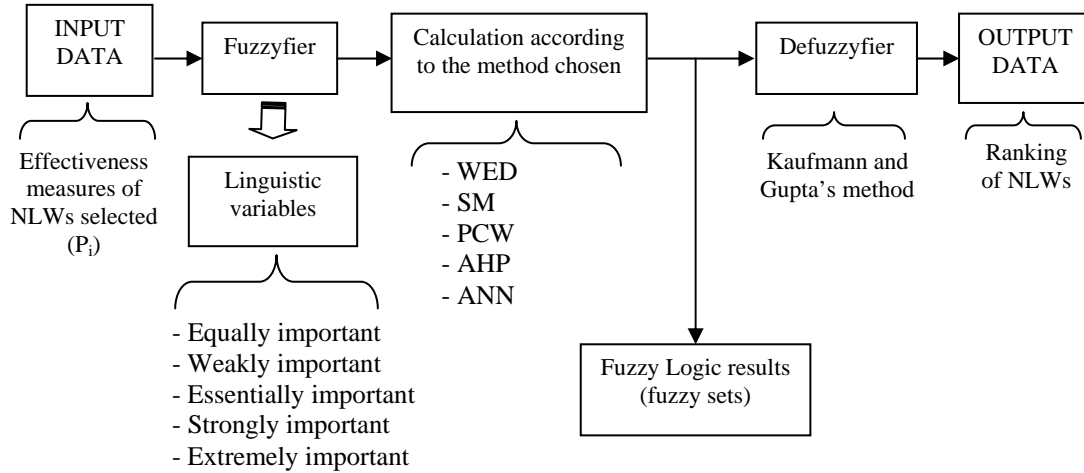 INPUT
DATA
Fuzzyfier
Calculation according
to the method chosen
Defuzzyfier
OUTPUT
DATA
Effectiveness
measures of
NLWs selected
(Pi)
Linguistic
variables
- WED
- SM
- PCW
- AHP
- ANN
Kaufmann and
Gupta's method
Ranking
of NLWs
- Equally important
- Weakly important
- Essentially important
- Strongly important
- Extremely important
Fuzzy Logic results
(fuzzy sets)